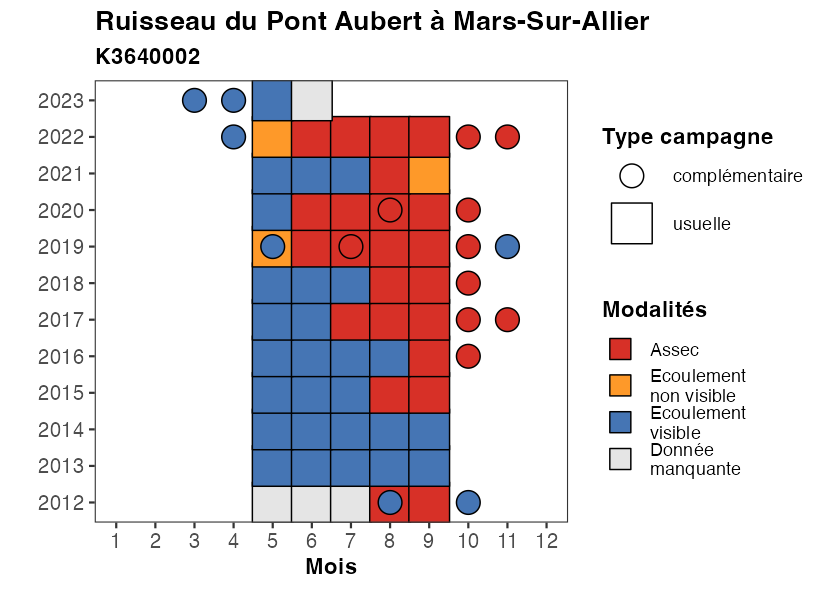 Ruisseau du Pont Aubert à Mars-Sur-Allier
K3640002
2023
2022
2021
2020
2019
2018
2017
2016
2015
2014
2013
2012
1 2 3 4 5 6 7 8 9 10 11 12
Mois
Type campagne
complémentaire
usuelle
Modalités
Assec
Ecoulement
non visible
Ecoulement
visible
Donnée
manquante